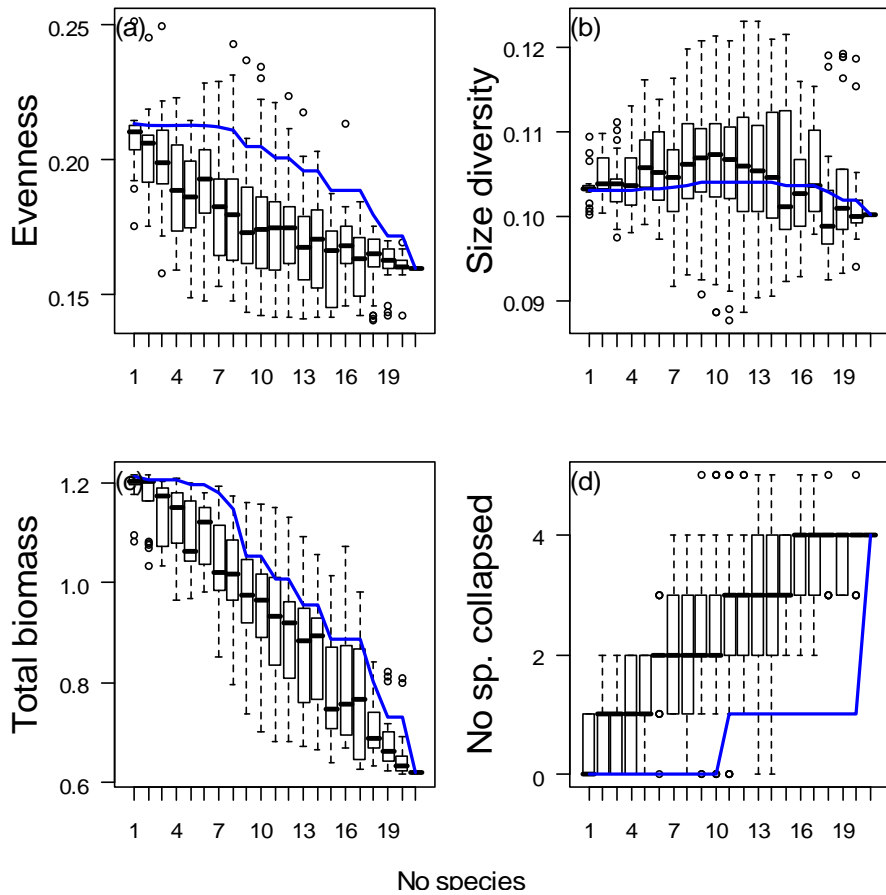 (a)
Evenness
0.25
0.20
0.15
1 4 7 10 13 16 19
(b)
Size diversity
0.12
0.11
0.10
0.09
1 4 7 10 13 16 19
(c)
Total biomass
1.2
1.0
0.8
0.6
1 4 7 10 13 16 19
(d)
No sp. collapsed
4
2
0
1 4 7 10 13 16 19
No species